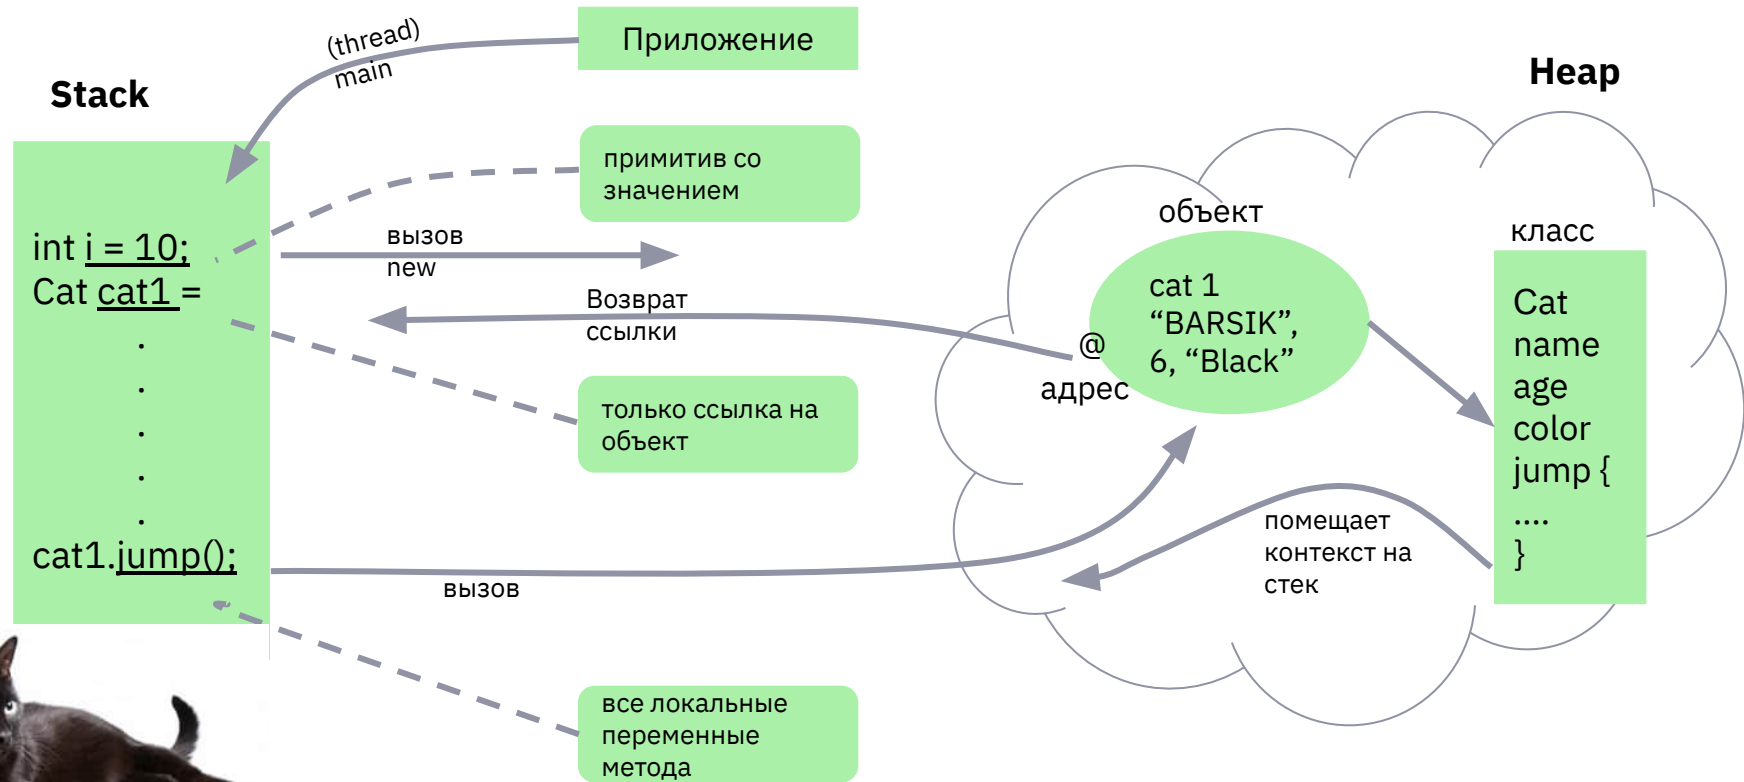 Приложение
(thread)
main
Stack
Heap
примитив со
значением
int i = 10;
Cat cat1 =
.
.
.
.
.
cat1.jump();
вызов
new
Возврат
ссылки
только ссылка на
объект
вызов
все локальные
переменные
метода
объект
cat 1
“BARSIK”,
6, “Black”
@
адрес
класс
Cat
name
age
color
jump {
....
}
помещает
контекст на
стек